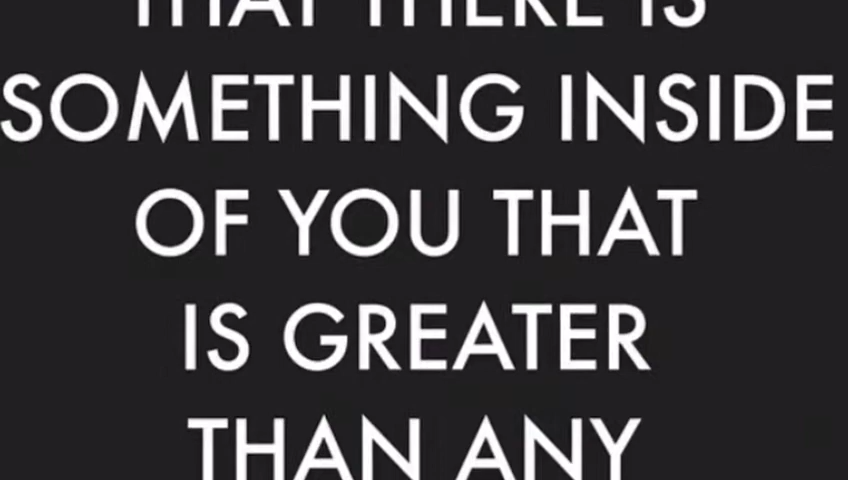 THAT THERE IS
SOMETHING INSIDE
OF YOU THAT
IS GREATER
THAN ANY